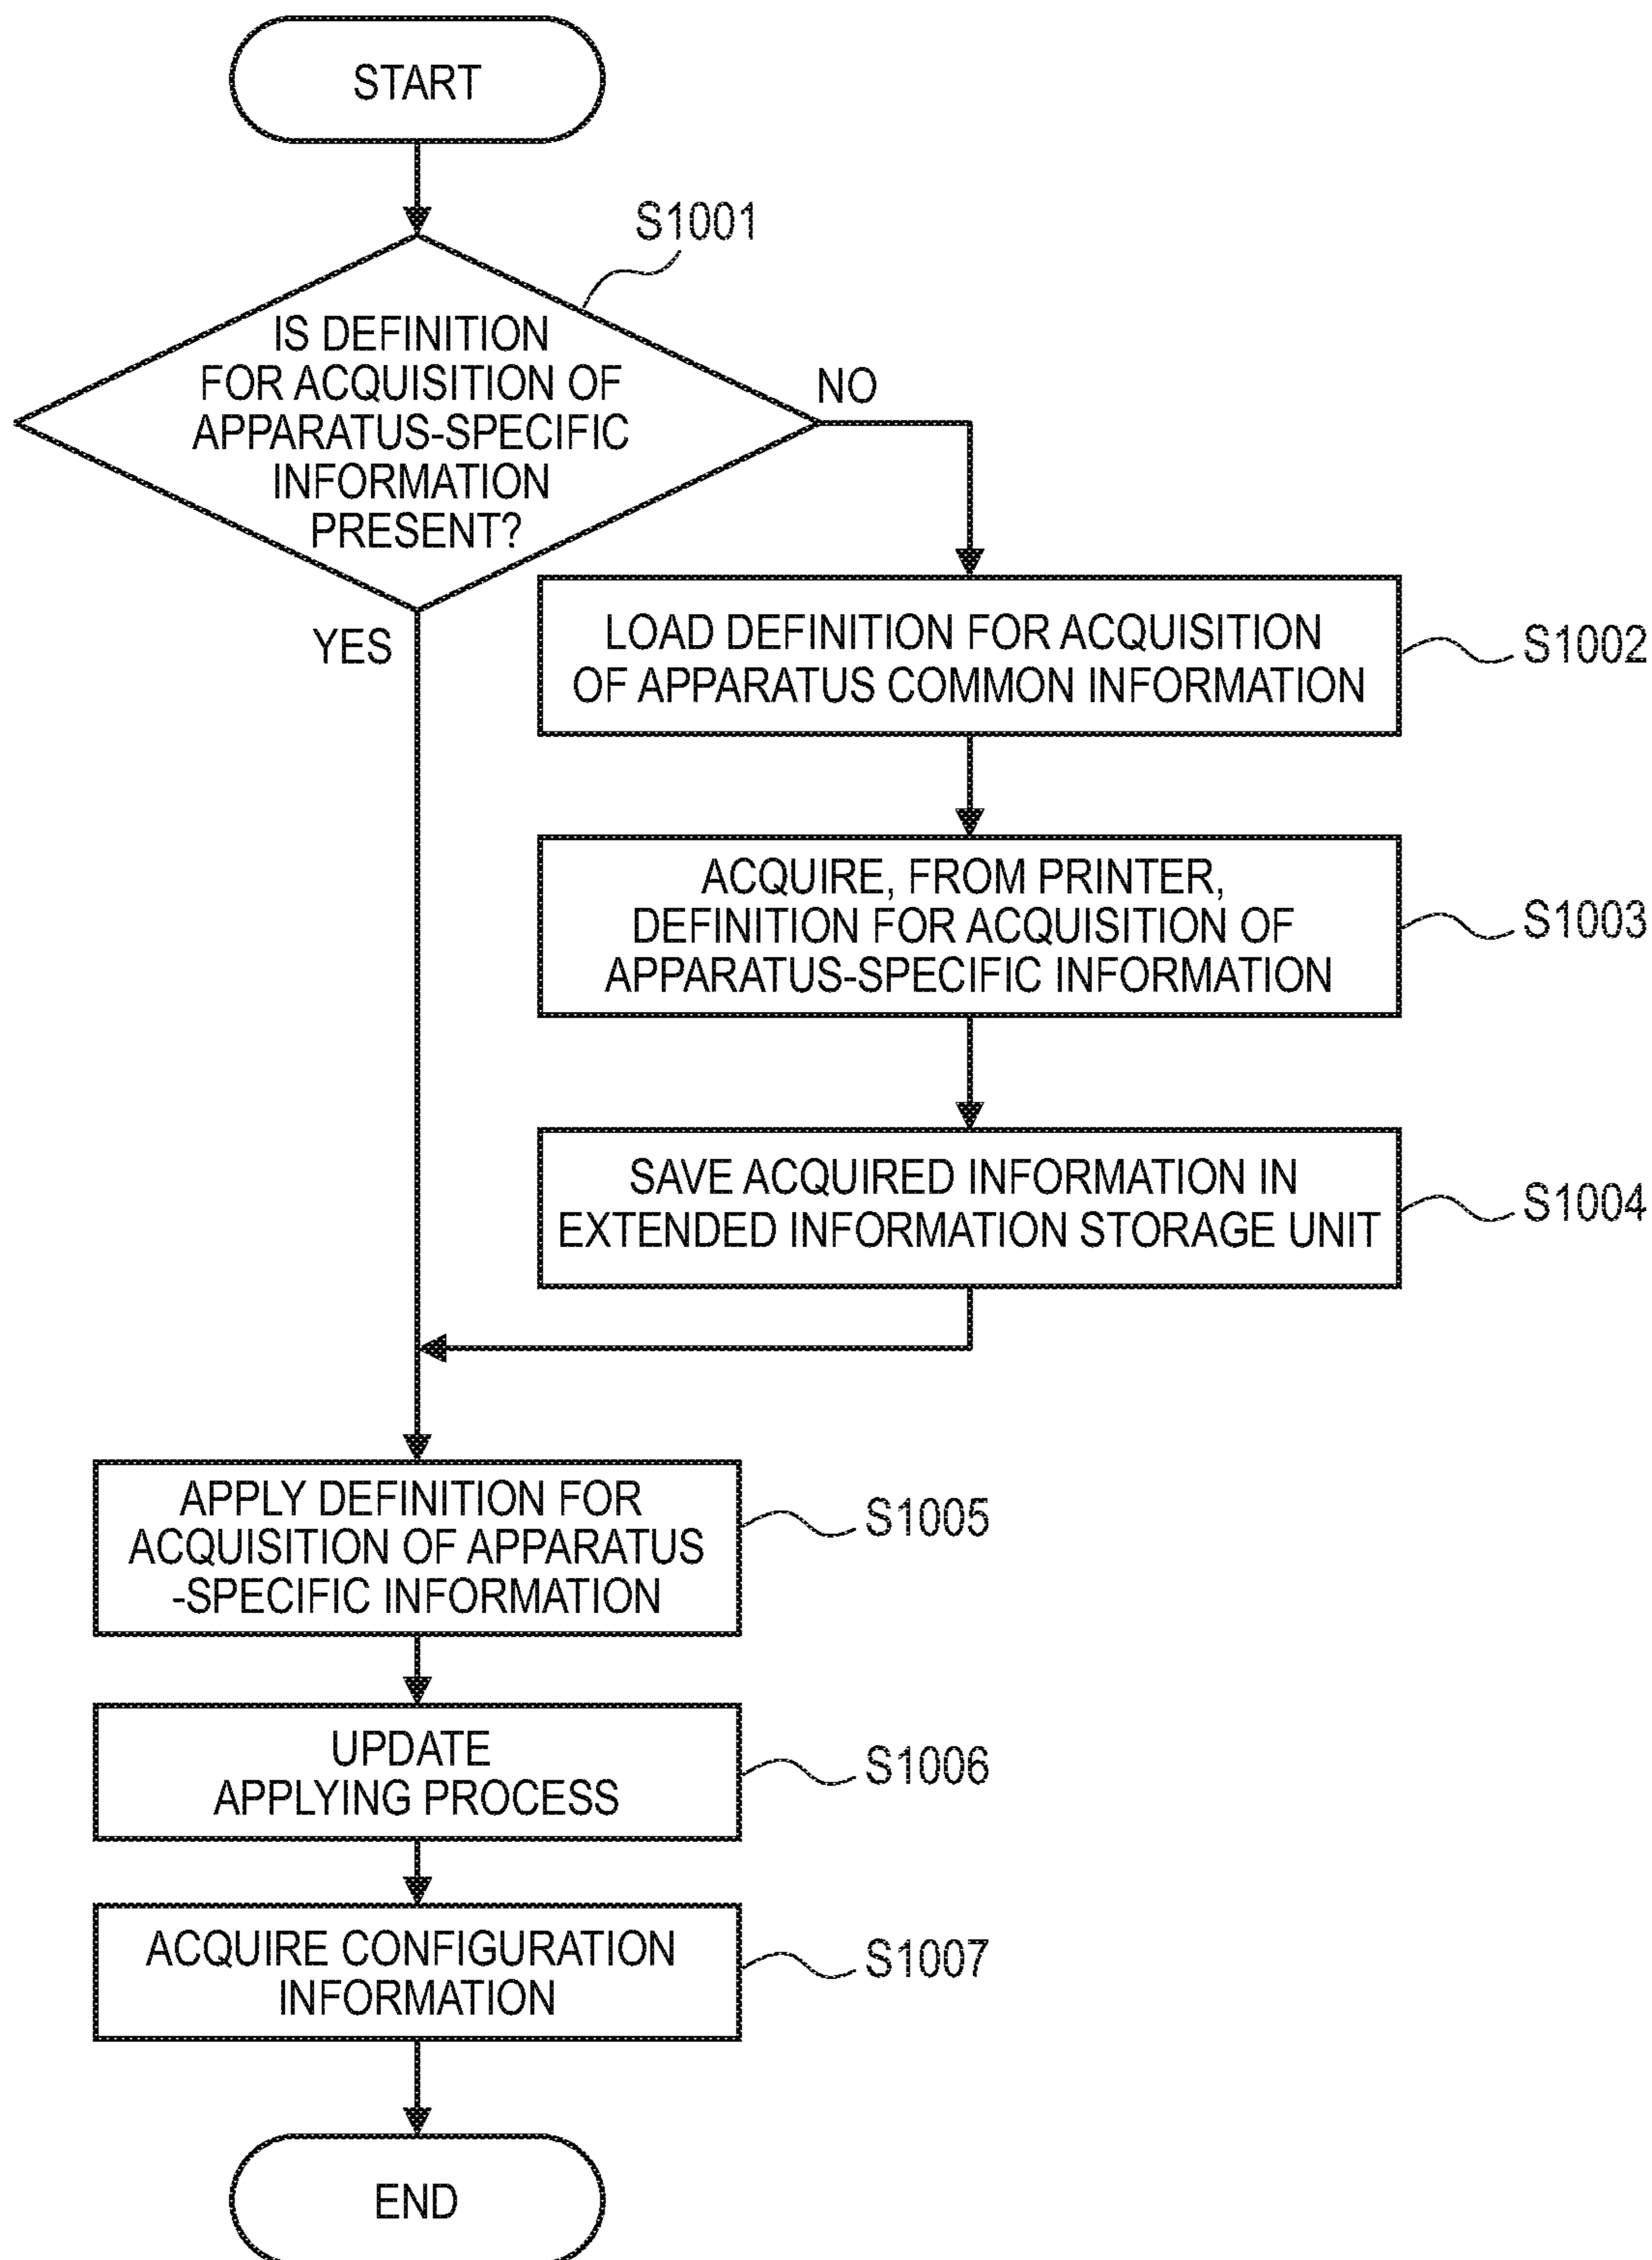 START
S1001
IS DEFINITION
FOR ACQUISITION OF
APPARATUS-SPECIFIC
INFORMATION
PRESENT?
NO
YES
LOAD DEFINITION FOR ACQUISITION
OF APPARATUS COMMON INFORMATION
S1002
ACQUIRE, FROM PRINTER,
DEFINITION FOR ACQUISITION OF
APPARATUS-SPECIFIC INFORMATION
S1003
SAVE ACQUIRED INFORMATION IN
EXTENDED INFORMATION STORAGE UNIT
S1004
APPLY DEFINITION FOR
ACQUISITION OF APPARATUS
-SPECIFIC INFORMATION
S1005
UPDATE
APPLYING PROCESS
S1006
ACQUIRE CONFIGURATION
INFORMATION
S1007
END